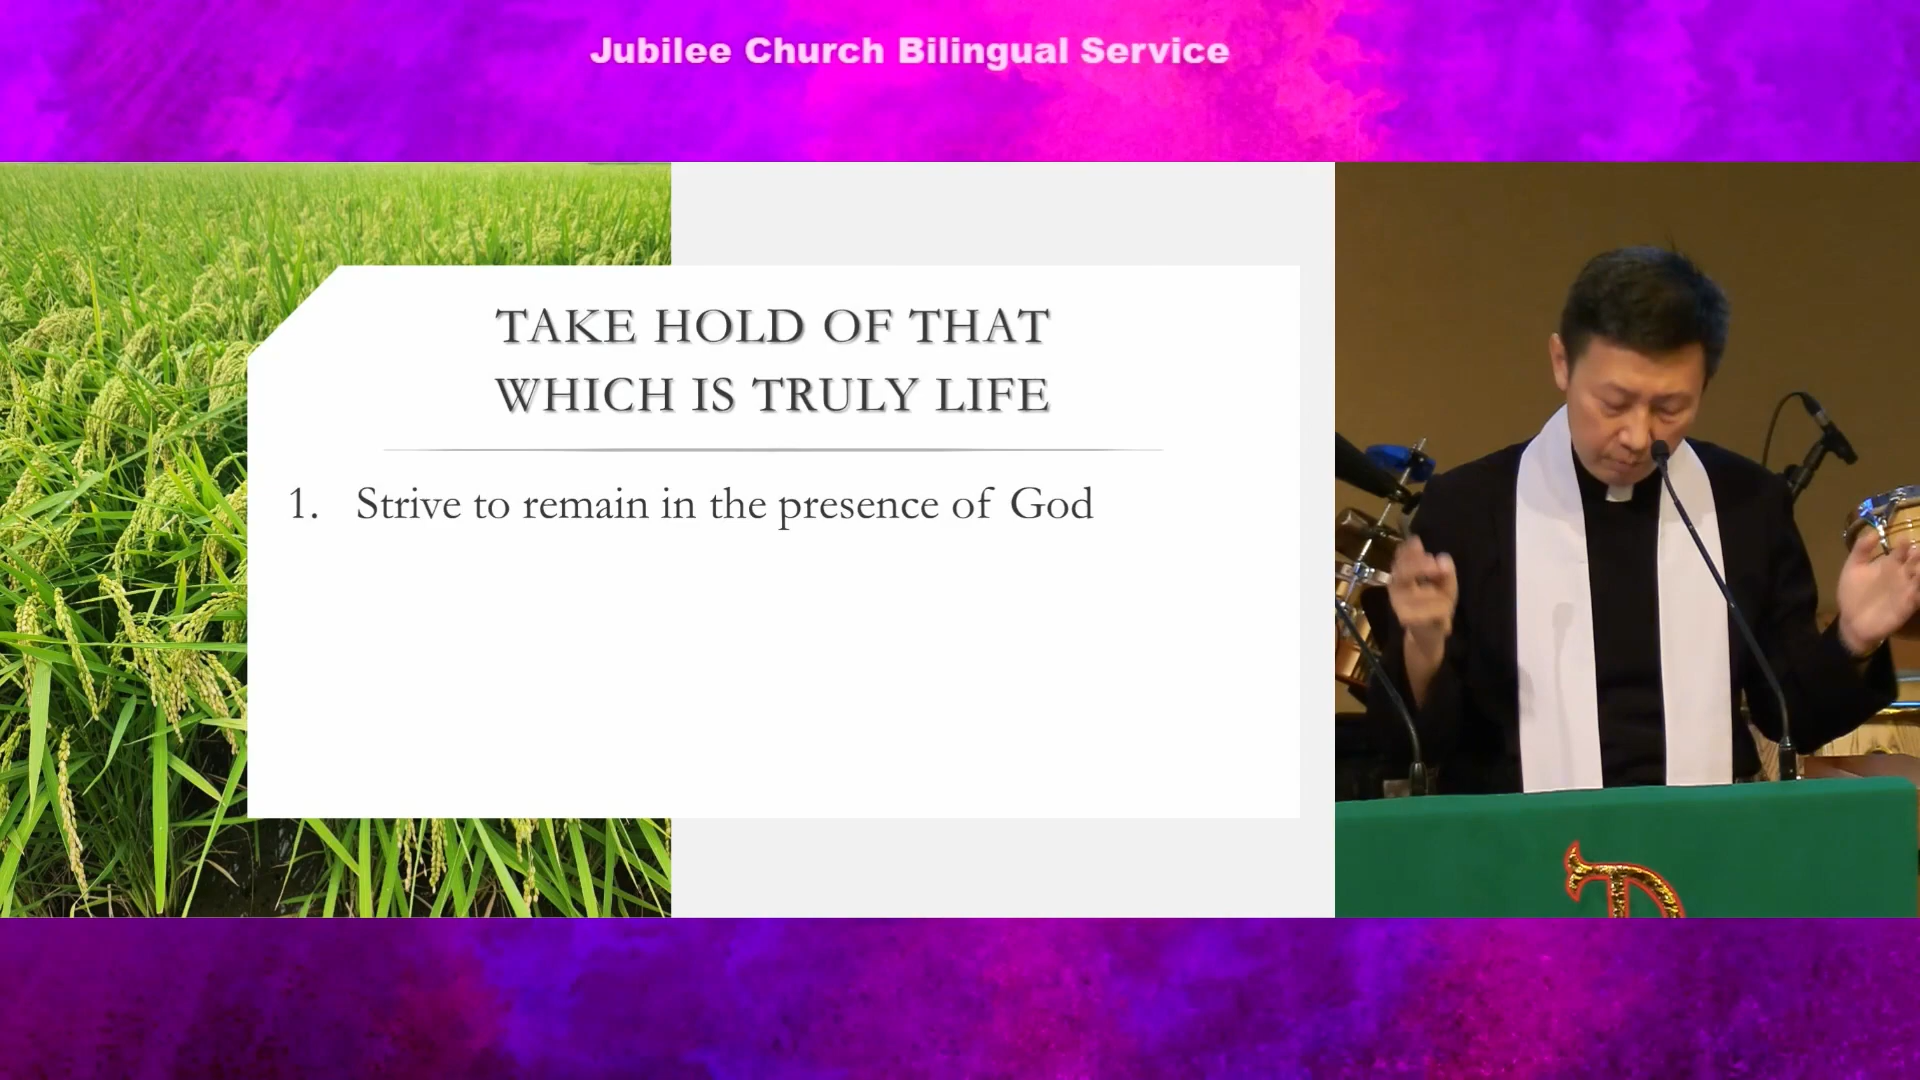 Jubilee Church Bilingual Service
TAKE HOLD OF THAT
WHICH IS TRULY LIFE
1. Strive to remain in the presence of God